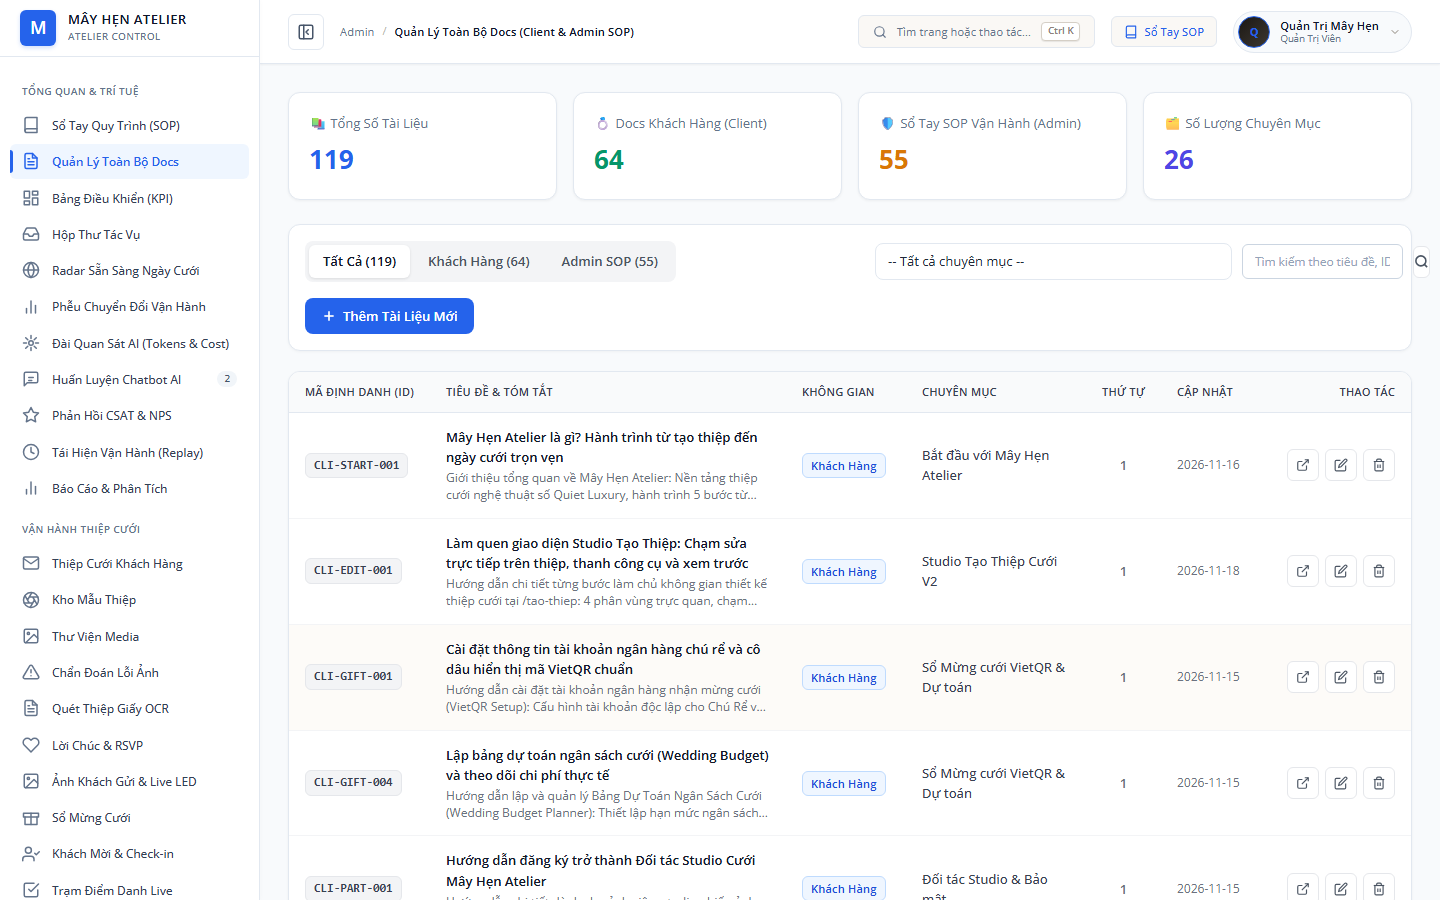 M
MÂY HẸN ATELIER
ATELIER CONTROL
TỔNG QUAN & TRÍ TUỆ
Sổ Tay Quy Trình (SOP)
Quản Lý Toàn Bộ Docs
Bảng Điều Khiển (KPI)
Hộp Thư Tác Vụ
Radar Sẵn Sàng Ngày Cưới
Phễu Chuyển Đổi Vận Hành
Đài Quan Sát AI (Tokens & Cost)
Huấn Luyện Chatbot AI
2
Phản Hồi CSAT & NPS
Tái Hiện Vận Hành (Replay)
Báo Cáo & Phân Tích
VẬN HÀNH THIỆP CƯỚI
Thiệp Cưới Khách Hàng
Kho Mẫu Thiệp
Thư Viện Media
Chẩn Đoán Lỗi Ảnh
Quét Thiệp Giấy OCR
Lời Chúc & RSVP
Ảnh Khách Gửi & Live LED
Sổ Mừng Cưới
Khách Mời & Check-in
Trạm Điểm Danh Live
Admin / Quản Lý Toàn Bộ Docs (Client & Admin SOP)
Tìm trang hoặc thao tác... Ctrl K
Sổ Tay SOP
Q
Quản Trị Mây Hẹn
Quản Trị Viên
Tổng Số Tài Liệu
119
Docs Khách Hàng (Client)
64
Sổ Tay SOP Vận Hành (Admin)
55
Số Lượng Chuyên Mục
26
Tất Cả (119)
Khách Hàng (64)
Admin SOP (55)
-- Tất cả chuyên mục --
Tìm kiếm theo tiêu đề, ID
+ Thêm Tài Liệu Mới
MÃ ĐỊNH DANH (ID)
TIÊU ĐỀ & TÓM TẮT
KHÔNG GIAN
CHUYÊN MỤC
THỨ TỰ
CẬP NHẬT
THAO TÁC
CLI-START-001
Mây Hẹn Atelier là gì? Hành trình từ tạo thiệp đến
ngày cưới trọn vẹn
Giới thiệu tổng quan về Mây Hẹn Atelier: Nền tảng thiệp
cưới nghệ thuật số Quiet Luxury, hành trình 5 bước từ...
Khách Hàng
Bắt đầu với Mây Hẹn
Atelier
1
2026-11-16
CLI-EDIT-001
Làm quen giao diện Studio Tạo Thiệp: Chạm sửa
trực tiếp trên thiệp, thanh công cụ và xem trước
Hướng dẫn chi tiết từng bước làm chủ không gian thiết kế
thiệp cưới tại /tao-thiep: 4 phân vùng trực quan, chạm...
Khách Hàng
Studio Tạo Thiệp Cưới
V2
1
2026-11-18
CLI-GIFT-001
Cài đặt thông tin tài khoản ngân hàng chú rể và cô
dâu hiển thị mã VietQR chuẩn
Hướng dẫn cài đặt tài khoản ngân hàng nhận mừng cưới
(VietQR Setup): Cấu hình tài khoản độc lập cho Chú Rể v...
Khách Hàng
Sổ Mừng cưới VietQR &
Dự toán
1
2026-11-15
CLI-GIFT-004
Lập bảng dự toán ngân sách cưới (Wedding Budget)
và theo dõi chi phí thực tế
Hướng dẫn lập và quản lý Bảng Dự Toán Ngân Sách Cưới
(Wedding Budget Planner): Thiết lập hạn mức ngân sách...
Khách Hàng
Sổ Mừng cưới VietQR &
Dự toán
1
2026-11-15
CLI-PART-001
Hướng dẫn đăng ký trở thành Đối tác Studio Cưới
Mây Hẹn Atelier
Khách Hàng
Đối tác Studio & Bảo
mật
1
2026-11-15